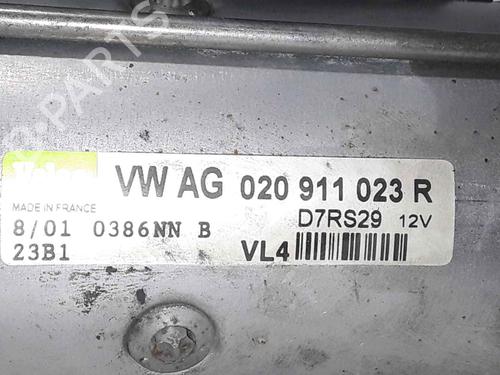 Valeo
VW AG 020 911 023 R
MADE IN FRANCE
D7RS29 12V
8/01 0386NN B
23B1
VL4